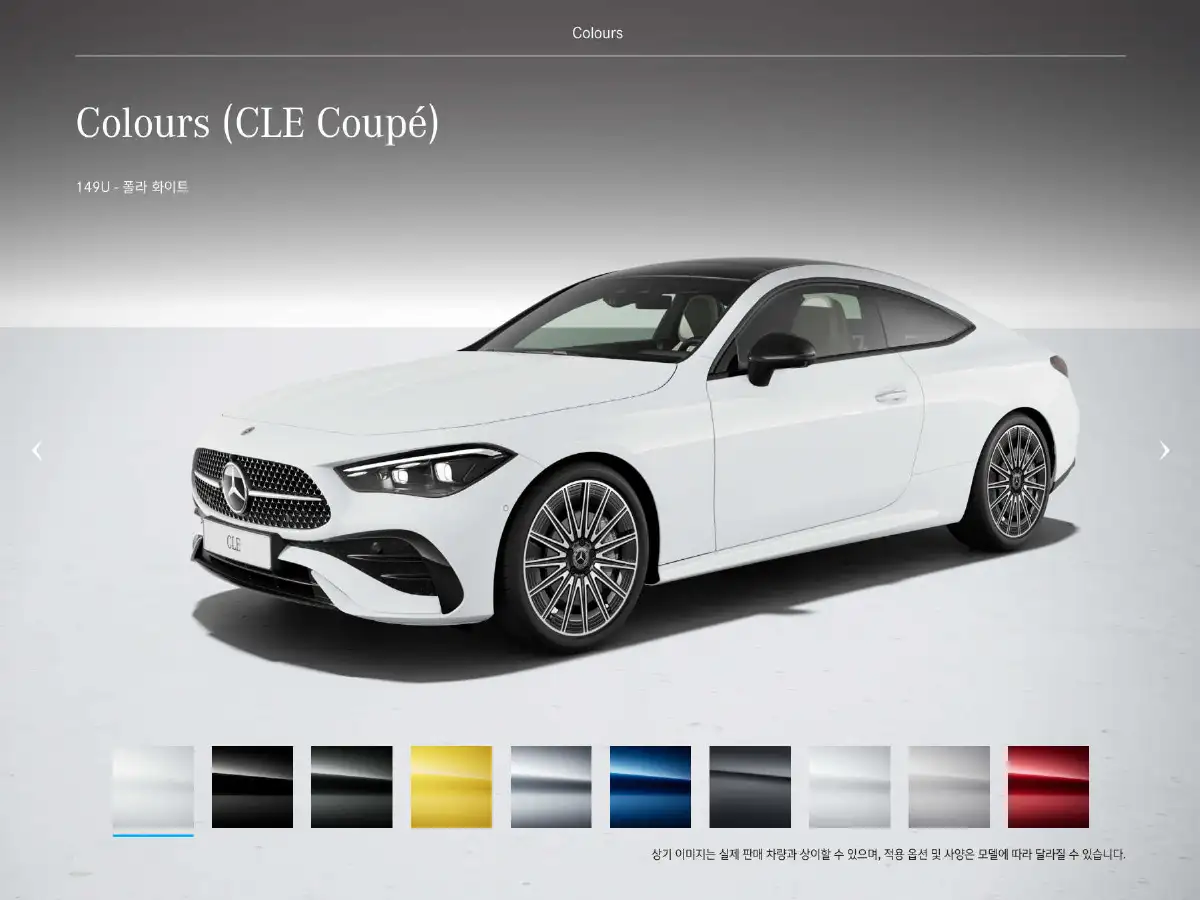 Colours
Colours (CLE Coupé)
149U - 폴라 화이트
CLE
상기 이미지는 실제 판매 차량과 상이할 수 있으며, 적용 옵션 및 사양은 모델에 따라 달라질 수 있습니다.